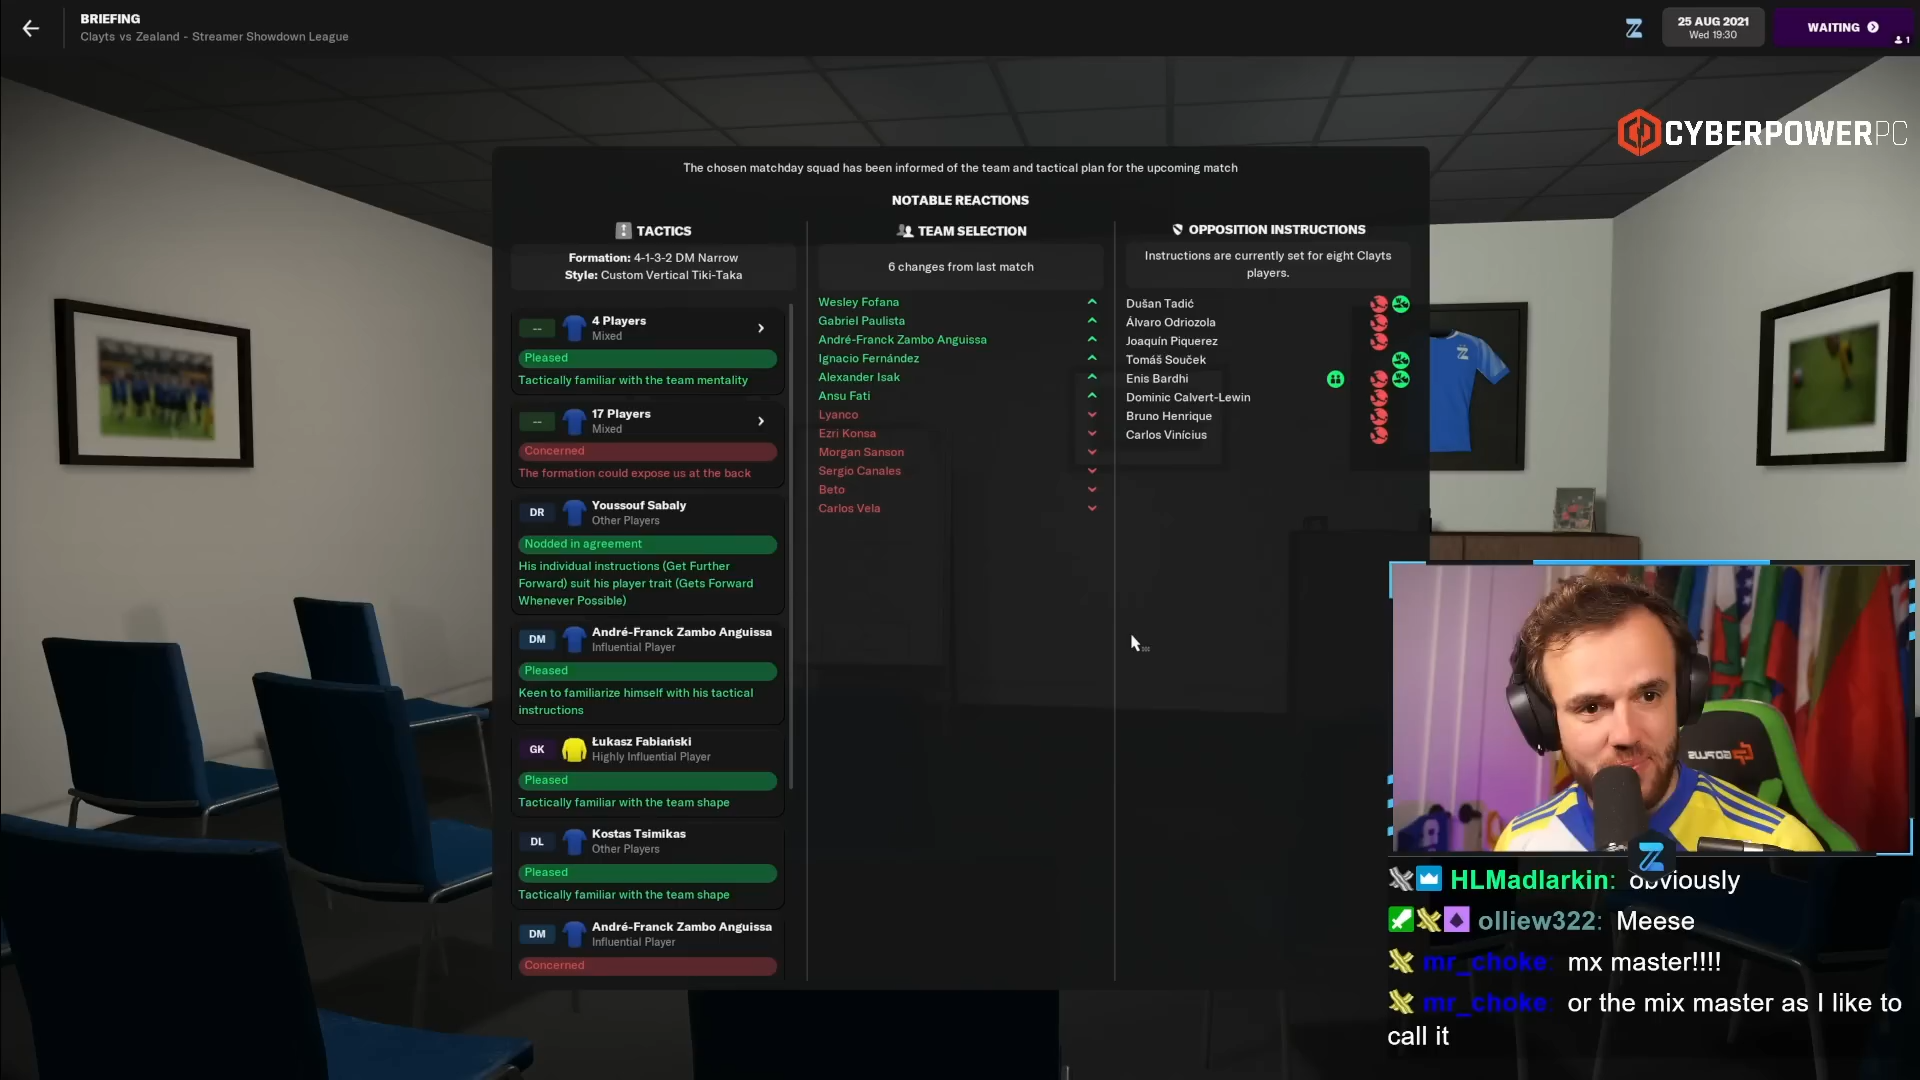 BRIEFING
Clayts vs Zealand - Streamer Showdown League
25 AUG 2021
Wed 19:30
WAITING
1
CYBERPOWERPC
The chosen matchday squad has been informed of the team and tactical plan for the upcoming match
NOTABLE REACTIONS
TACTICS
Formation: 4-1-3-2 DM Narrow
Style: Custom Vertical Tiki-Taka
-- 4 Players
Mixed
Pleased
Tactically familiar with the team mentality
-- 17 Players
Mixed
Concerned
The formation could expose us at the back
DR Youssouf Sabaly
Other Players
Nodded in agreement
His individual instructions (Get Further
Forward) suit his player trait (Gets Forward
Whenever Possible)
DM André-Franck Zambo Anguissa
Influential Player
Pleased
Keen to familiarize himself with his tactical
instructions
GK Łukasz Fabiański
Highly Influential Player
Pleased
Tactically familiar with the team shape
DL Kostas Tsimikas
Other Players
Pleased
Tactically familiar with the team shape
DM André-Franck Zambo Anguissa
Influential Player
Concerned
TEAM SELECTION
6 changes from last match
Wesley Fofana
Gabriel Paulista
André-Franck Zambo Anguissa
Ignacio Fernández
Alexander Isak
Ansu Fati
Lyanco
Ezri Konsa
Morgan Sanson
Sergio Canales
Beto
Carlos Vela
OPPOSITION INSTRUCTIONS
Instructions are currently set for eight Clayts
players.
Dušan Tadić
Álvaro Odriozola
Joaquín Piquerez
Tomáš Souček
Enis Bardhi
Dominic Calvert-Lewin
Bruno Henrique
Carlos Vinícius
HLMadlarkin: obviously
olliew322: Meese
mr_choke: mx master!!!!
mr_choke: or the mix master as I like to
call it